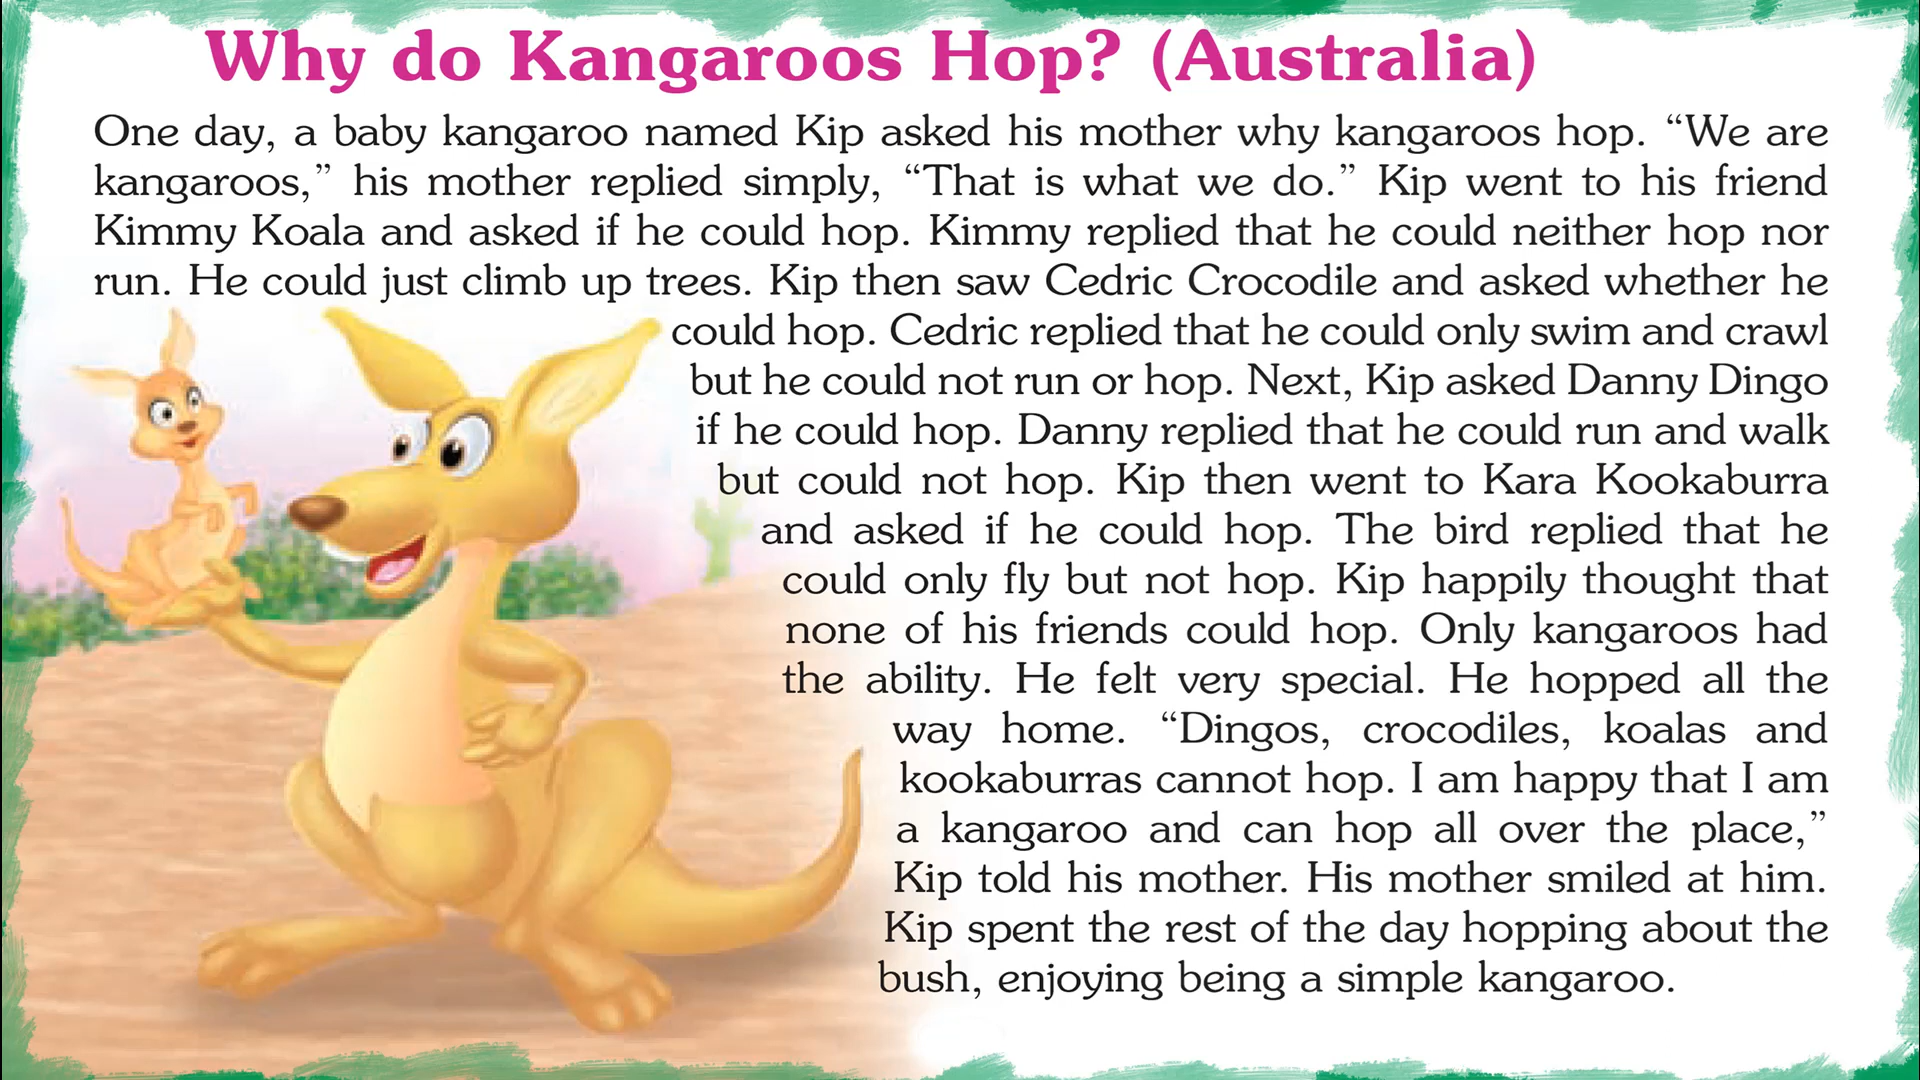 Why do Kangaroos Hop? (Australia)
One day, a baby kangaroo named Kip asked his mother why kangaroos hop. “We are
kangaroos,” his mother replied simply, “That is what we do.” Kip went to his friend
Kimmy Koala and asked if he could hop. Kimmy replied that he could neither hop nor
run. He could just climb up trees. Kip then saw Cedric Crocodile and asked whether he
could hop. Cedric replied that he could only swim and crawl
but he could not run or hop. Next, Kip asked Danny Dingo
if he could hop. Danny replied that he could run and walk
but could not hop. Kip then went to Kara Kookaburra
and asked if he could hop. The bird replied that he
could only fly but not hop. Kip happily thought that
none of his friends could hop. Only kangaroos had
the ability. He felt very special. He hopped all the
way home. “Dingos, crocodiles, koalas and
kookaburras cannot hop. I am happy that I am
a kangaroo and can hop all over the place,”
Kip told his mother. His mother smiled at him.
Kip spent the rest of the day hopping about the
bush, enjoying being a simple kangaroo.